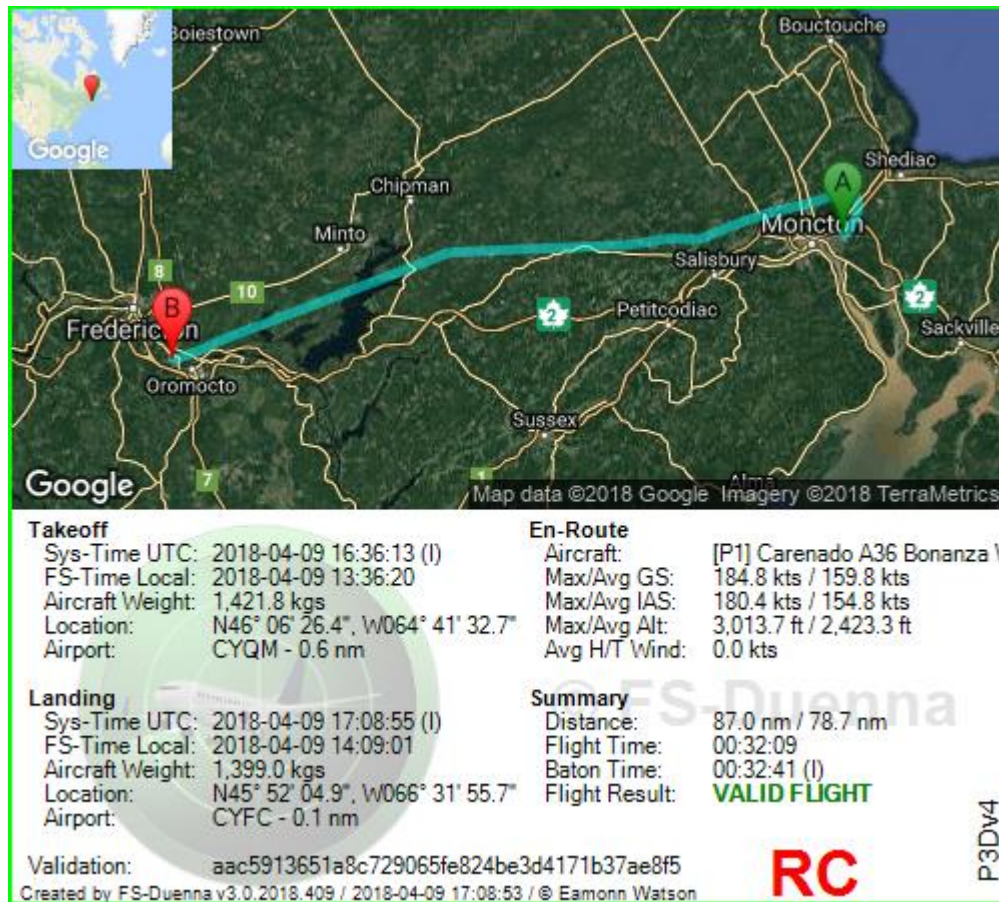 Boiestown
Bouctouche
Google
Shediac
A
Chipman
Moncton
Minto
Salisbury
8
10
B
2
2
Petitcodiac
Fredericton
Sackville
Oromocto
Sussex
7
1
Alma
Google
Map data ©2018 Google Imagery ©2018 TerraMetrics
Takeoff
Sys-Time UTC: 2018-04-09 16:36:13 (I)
FS-Time Local: 2018-04-09 13:36:20
Aircraft Weight: 1,421.8 kgs
Location: N46° 06' 26.4", W064° 41' 32.7"
Airport: CYQM - 0.6 nm
En-Route
Aircraft: [P1] Carenado A36 Bonanza
Max/Avg GS: 184.8 kts / 159.8 kts
Max/Avg IAS: 180.4 kts / 154.8 kts
Max/Avg Alt: 3,013.7 ft / 2,423.3 ft
Avg H/T Wind: 0.0 kts
© FS-Duenna
Landing
Sys-Time UTC: 2018-04-09 17:08:55 (I)
FS-Time Local: 2018-04-09 14:09:01
Aircraft Weight: 1,399.0 kgs
Location: N45° 52' 04.9", W066° 31' 55.7"
Airport: CYFC - 0.1 nm
Summary
Distance: 87.0 nm / 78.7 nm
Flight Time: 00:32:09
Baton Time: 00:32:41 (I)
Flight Result: VALID FLIGHT
Validation: aac5913651a8c729065fe824be3d4171b37ae8f5
RC
P3Dv4
Created by FS-Duenna v3.0.2018.409 / 2018-04-09 17:08:53 / © Eamonn Watson